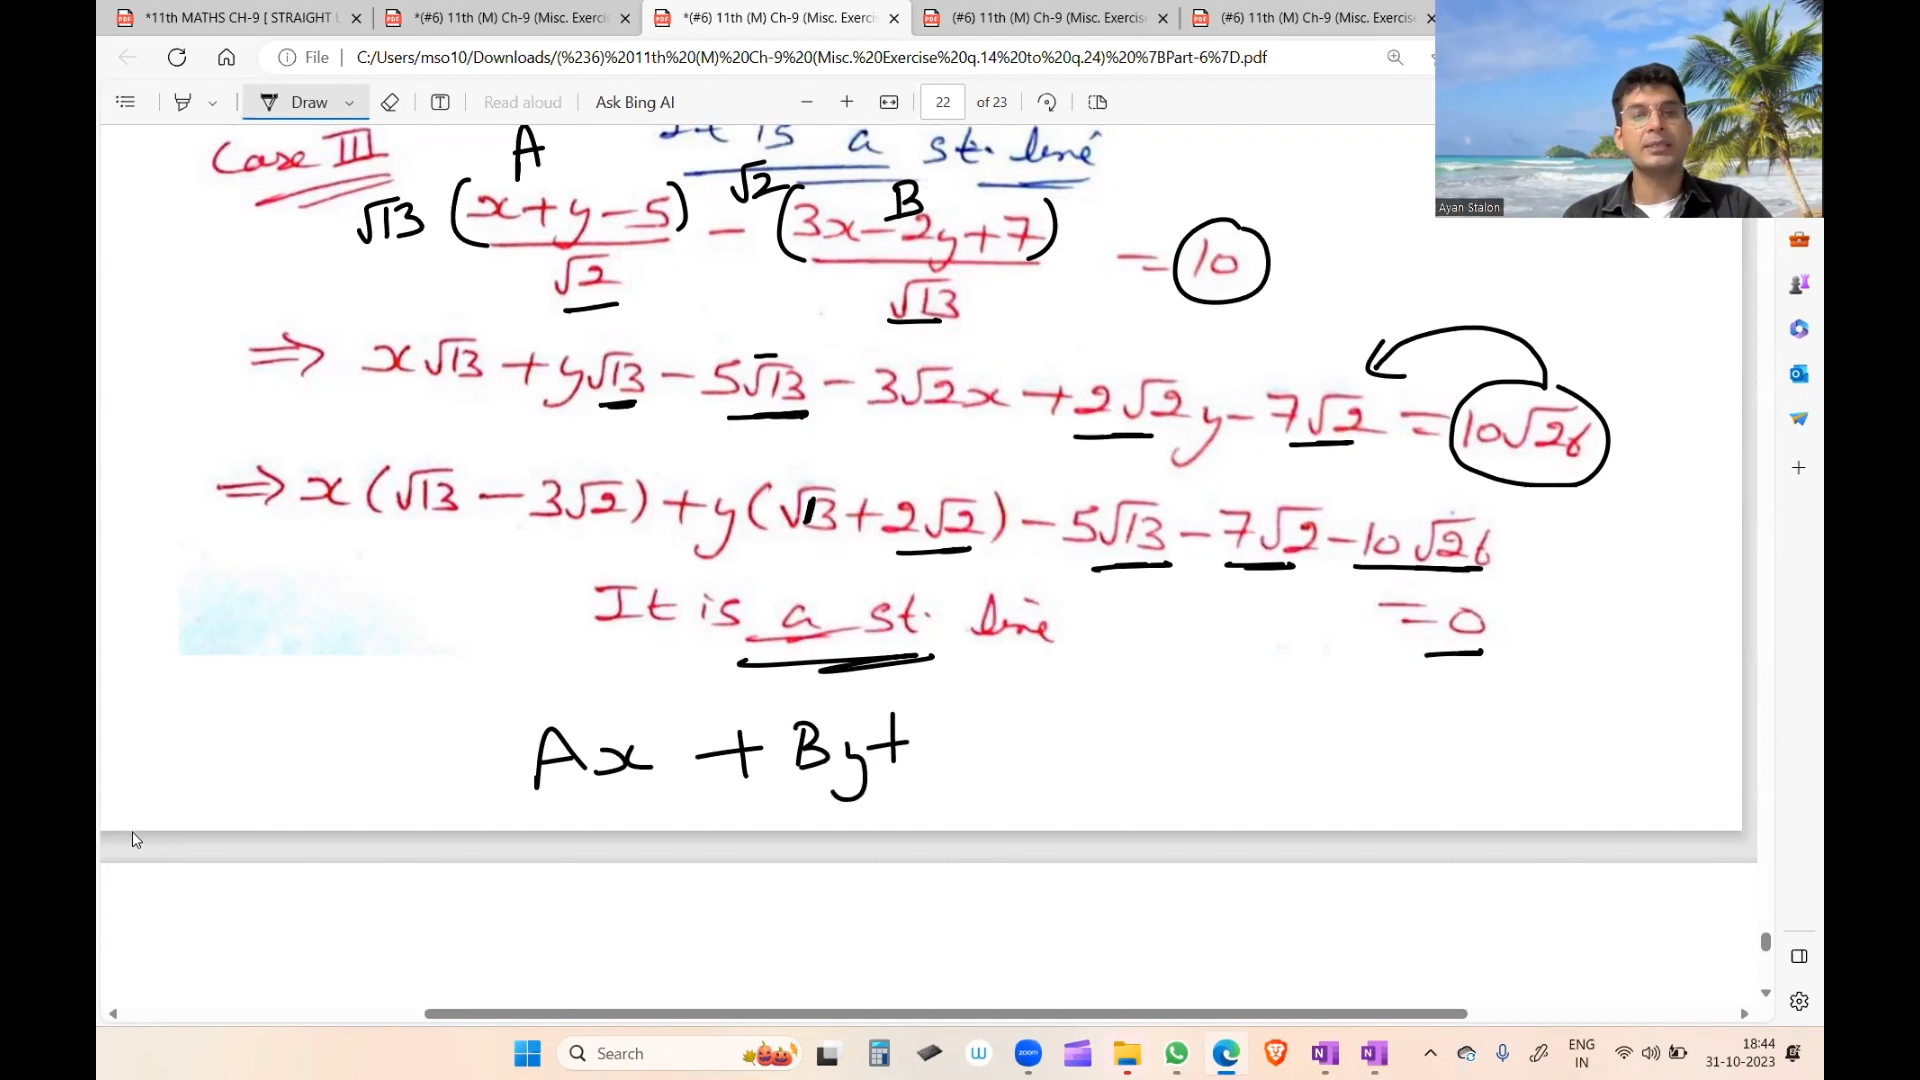 *11th MATHS CH-9 [ STRAIGHT L
*(#6) 11th (M) Ch-9 (Misc. Exercis
*(#6) 11th (M) Ch-9 (Misc. Exercis
(#6) 11th (M) Ch-9 (Misc. Exercis
(#6) 11th (M) Ch-9 (Misc. Exercise
File
C:/Users/mso10/Downloads/(%236)%2011th%20(M)%20Ch-9%20(Misc.%20Exercise%20q.14%20to%20q.24)%20%7BPart-6%7D.pdf
Draw
Read aloud
Ask Bing AI
22 of 23
Ayan Stalon
It is a st. line
Case III
A
B
√13 (x+y-5)/√2 - √2 (3x-2y+7)/√13 = 10
⇒ x√13 + y√13 - 5√13 - 3√2x + 2√2y - 7√2 = 10√26
⇒ x(√13 - 3√2) + y(√13 + 2√2) - 5√13 - 7√2 - 10√26
= 0
It is a st. line
Ax + By +
Search
W
zoom
N
N
ENG
IN
18:44
31-10-2023